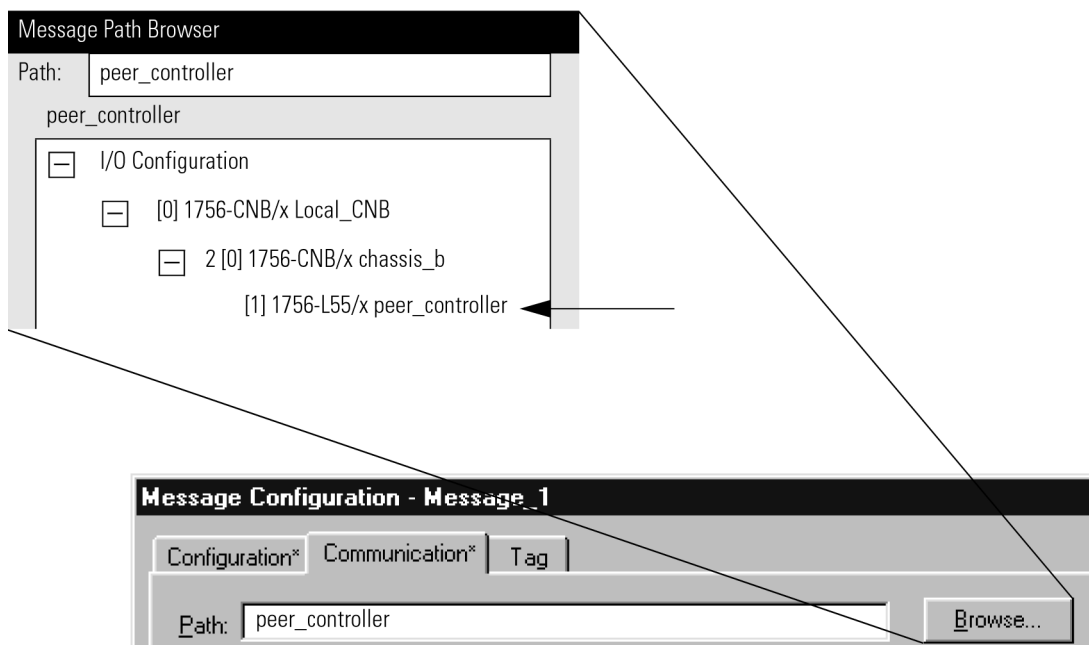 Message Path Browser
Path: peer_controller
peer_controller
I/O Configuration
[0] 1756-CNB/x Local_CNB
2 [0] 1756-CNB/x chassis_b
[1] 1756-L55/x peer_controller
Message Configuration - Message_1
Configuration* Communication* Tag
Path: peer_controller Browse...